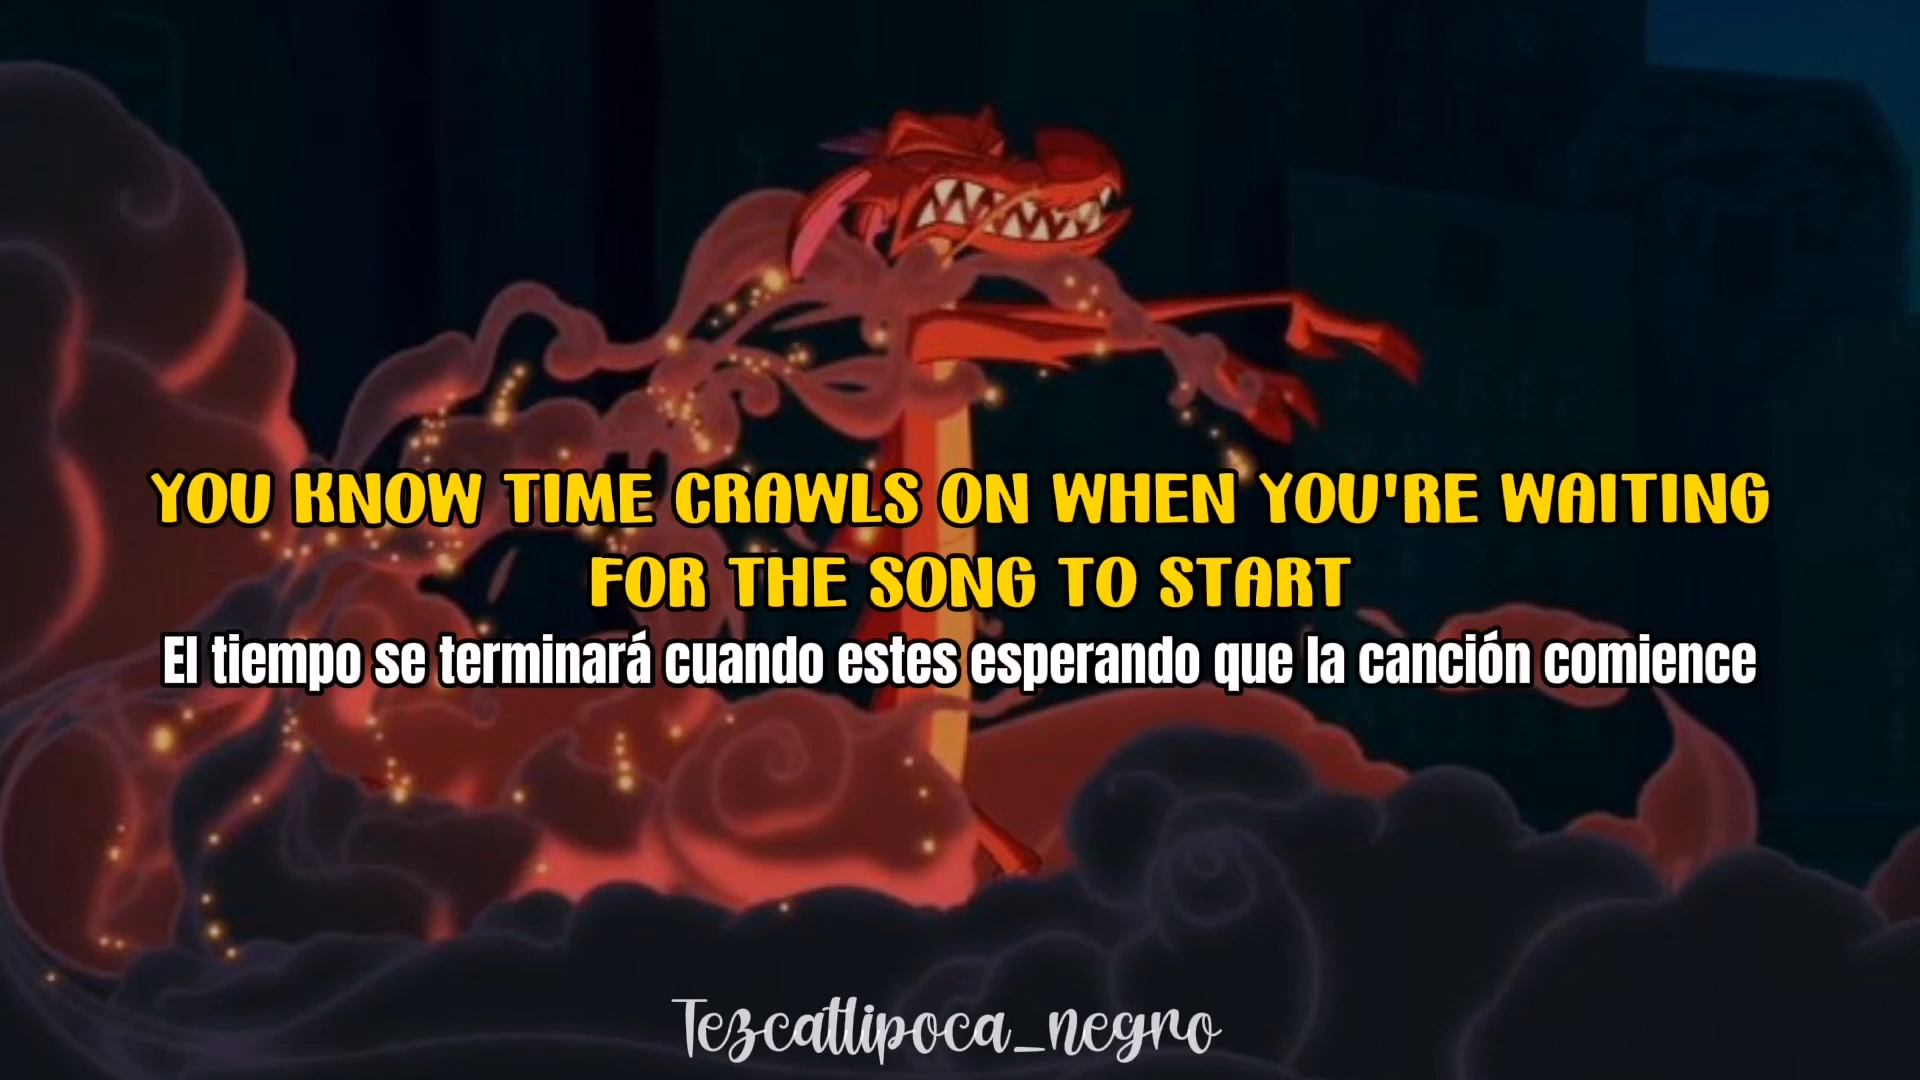 YOU KNOW TIME CRAWLS ON WHEN YOU'RE WAITING
FOR THE SONG TO START
El tiempo se terminará cuando estes esperando que la canción comience
Tezcatlipoca_negro